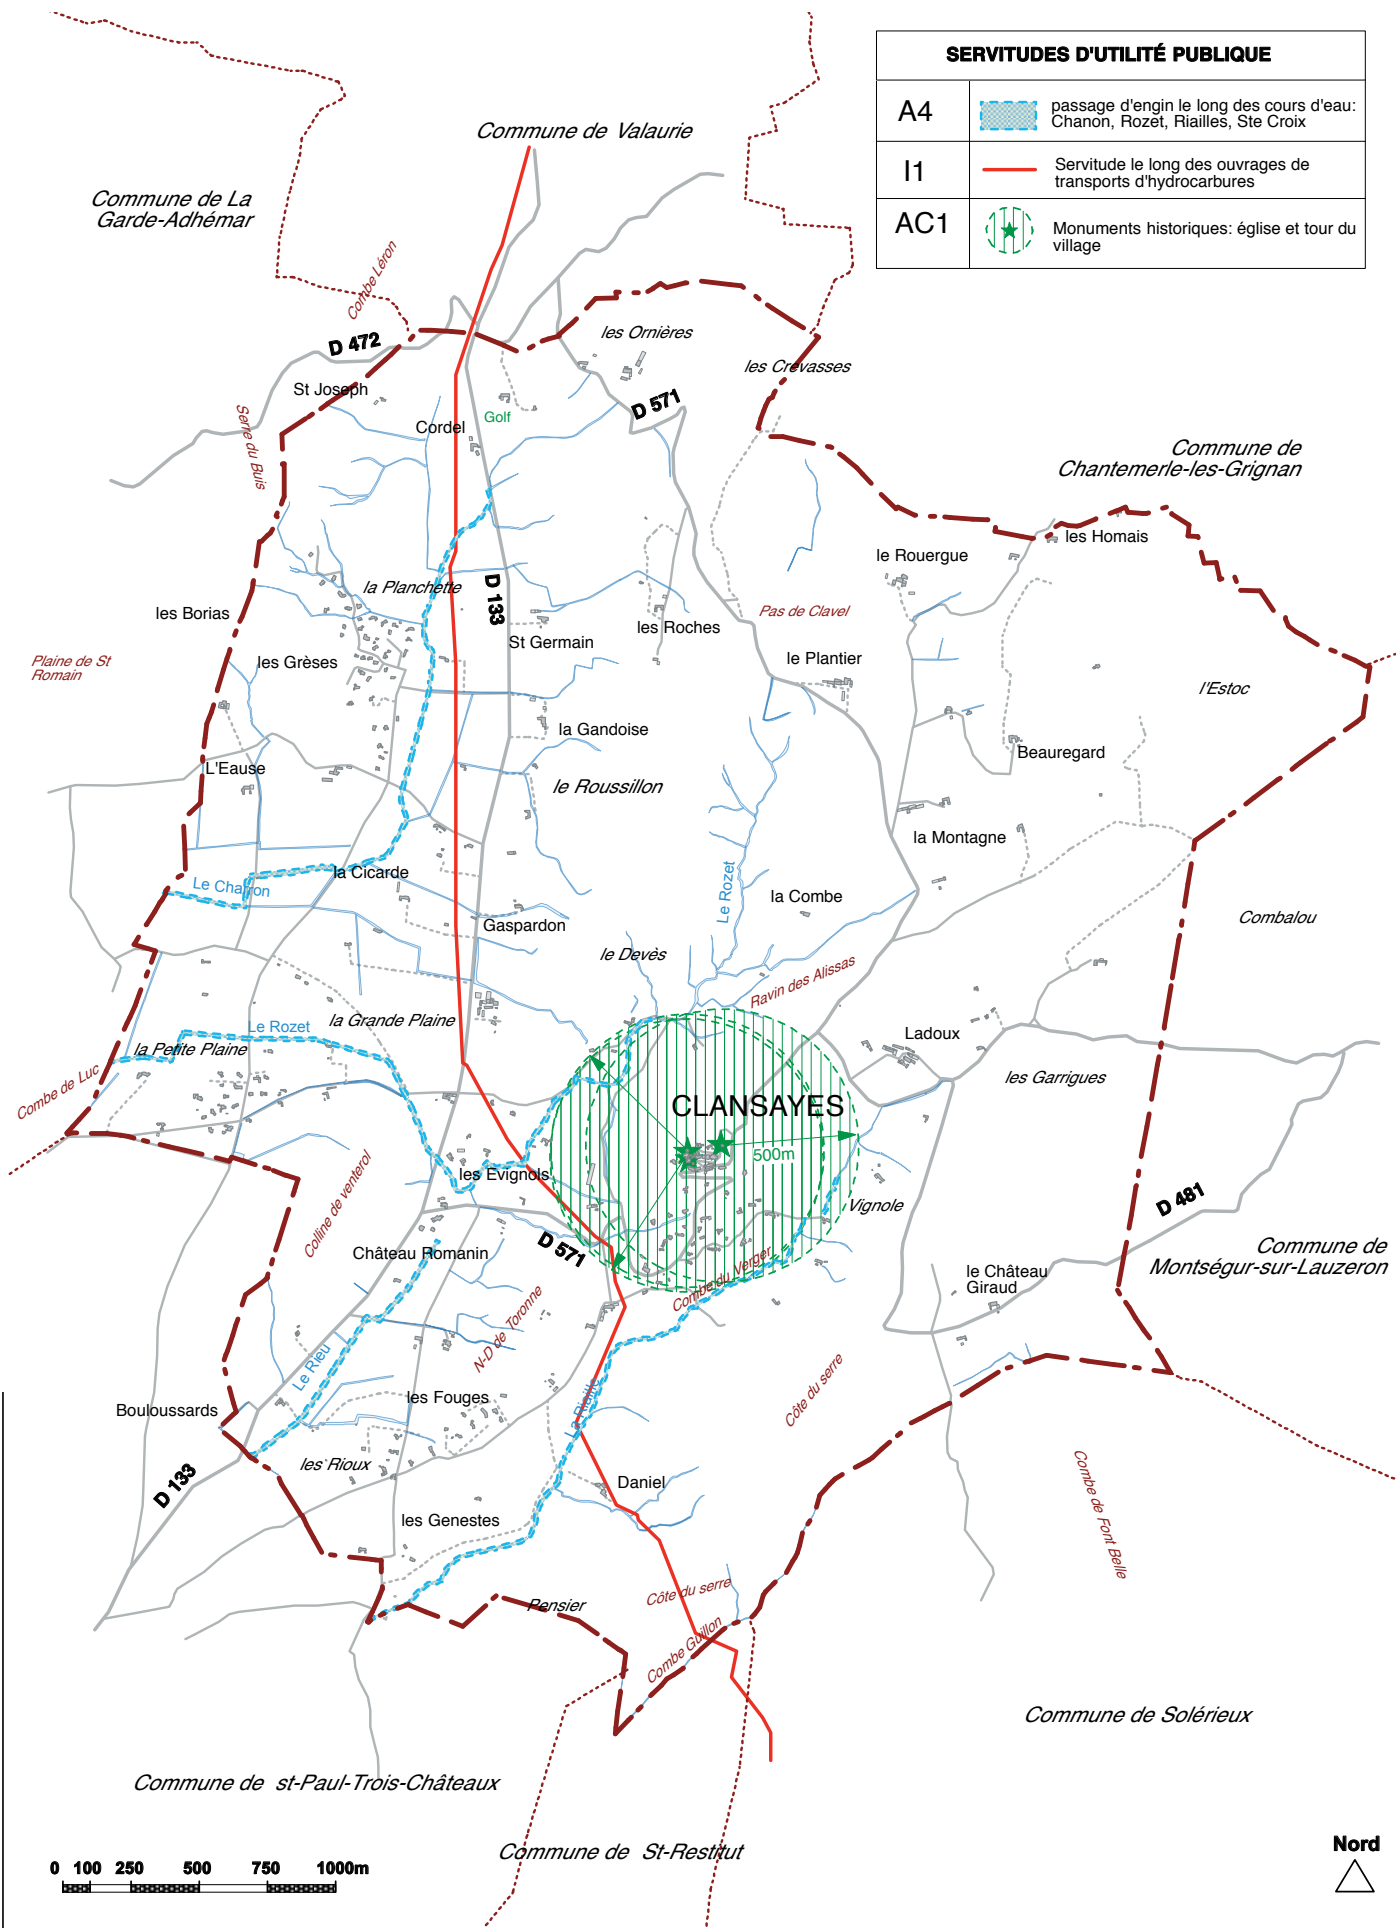 SERVITUDES D'UTILITÉ PUBLIQUE
A4
passage d'engin le long des cours d'eau:
Chanon, Rozet, Riailles, Ste Croix
I1
Servitude le long des ouvrages de
transports d'hydrocarbures
AC1
Monuments historiques: église et tour du
village
Commune de Valaurie
Commune de La
Garde-Adhémar
Combe Léron
D 472
les Ornières
les Crevasses
St Joseph
D 571
Golf
Cordel
Serre du Buis
Commune de
Chantemerle-les-Grignan
les Homais
le Rouergue
la Planchette
D 133
les Borias
Pas de Clavel
les Roches
St Germain
Plaine de St
Romain
les Grèses
le Plantier
l'Estoc
la Gandoise
Beauregard
L'Eause
le Roussillon
la Montagne
la Cicarde
Le Charron
Le Rozet
la Combe
Combalou
Gaspardon
le Devès
Ravin des Alissas
la Grande Plaine
Le Rozet
Ladoux
la Petite Plaine
les Garrigues
Combe de Luc
CLANSAYES
500m
les Evignols
Colline de venterol
Vignole
D 481
D 571
Château Romanin
Commune de
Montségur-sur-Lauzeron
le Château
Giraud
Combe du Verger
N-D de Toronne
Le Rieu
La Riaille
Côte du serre
les Fouges
Bouloussards
les Rioux
D 133
Daniel
Combe de Font Belle
les Genestes
Côte du serre
Pensier
Combe Guillon
Commune de Solérieux
Commune de st-Paul-Trois-Châteaux
Commune de St-Restitut
Nord
0 100 250 500 750 1000m